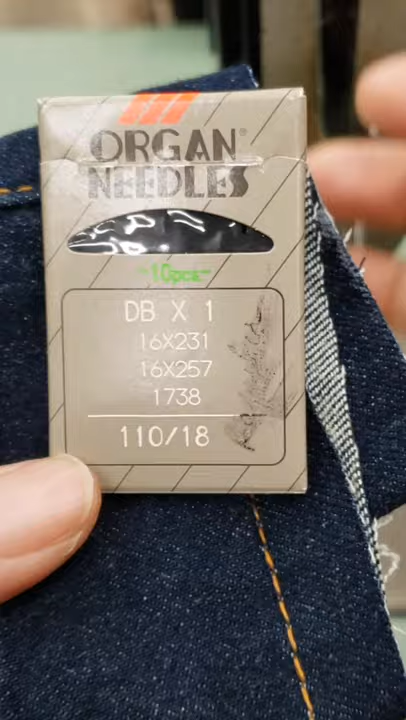 ORGAN®
NEEDLES
-10pcs-
DB X 1
16X231
16X257
1738
110/18